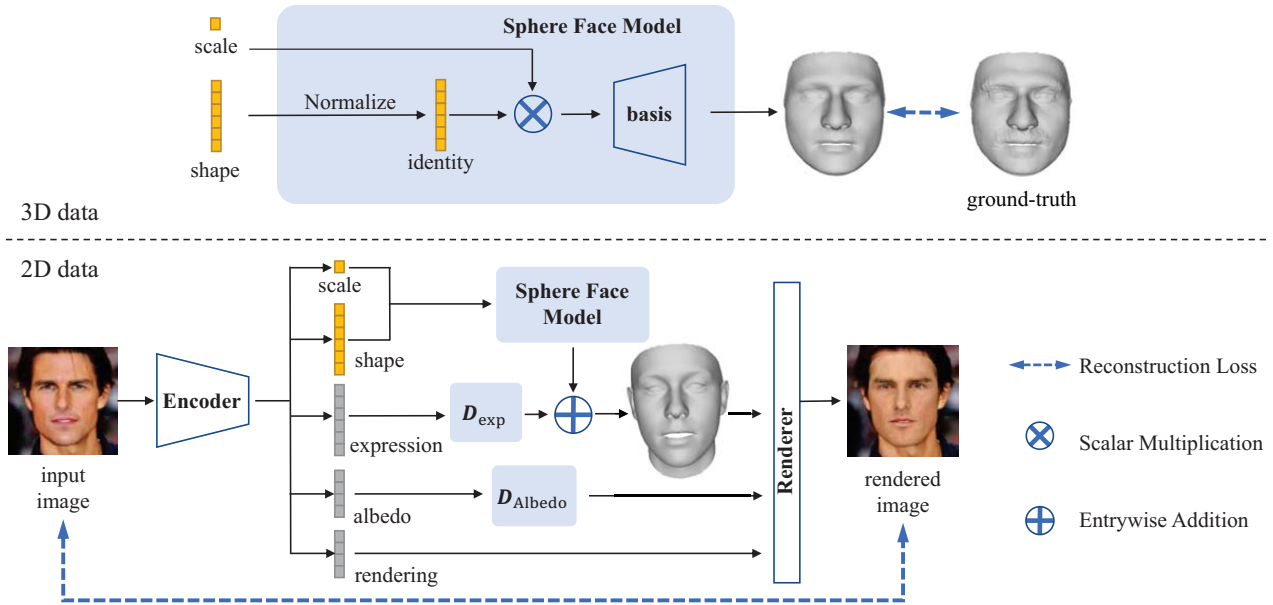 Sphere Face Model
scale
Normalize
basis
shape
identity
ground-truth
3D data
2D data
scale
Sphere Face
Model
shape
Encoder
Reconstruction Loss
D_exp
expression
Renderer
Scalar Multiplication
input
image
rendered
image
D_Albedo
albedo
Entrywise Addition
rendering